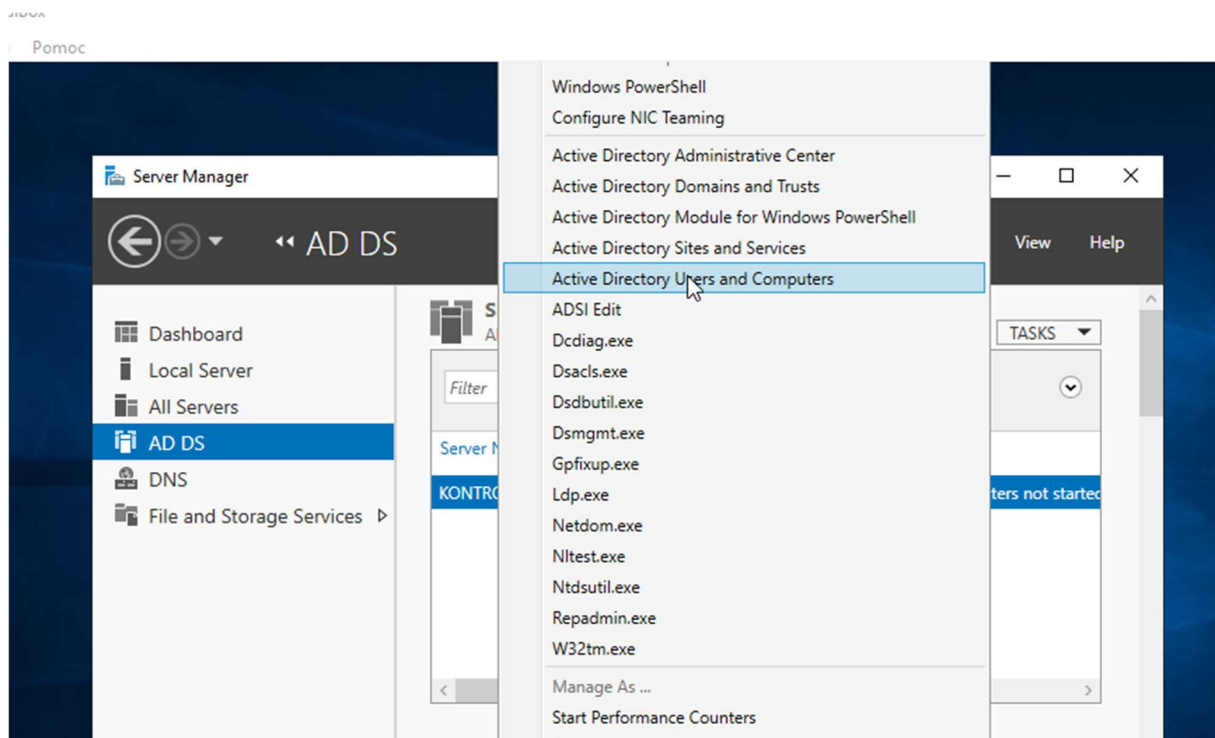 Pomoc
Windows PowerShell
Configure NIC Teaming
Active Directory Administrative Center
Active Directory Domains and Trusts
Active Directory Module for Windows PowerShell
Active Directory Sites and Services
Active Directory Users and Computers
ADSI Edit
Dcdiag.exe
Dsacls.exe
Dsdbutil.exe
Dsmgmt.exe
Gpfixup.exe
Ldp.exe
Netdom.exe
Nltest.exe
Ntdsutil.exe
Repadmin.exe
W32tm.exe
Manage As ...
Start Performance Counters
Server Manager
AD DS
View Help
Dashboard
Local Server
All Servers
AD DS
DNS
File and Storage Services
TASKS
Filter
Server
not started